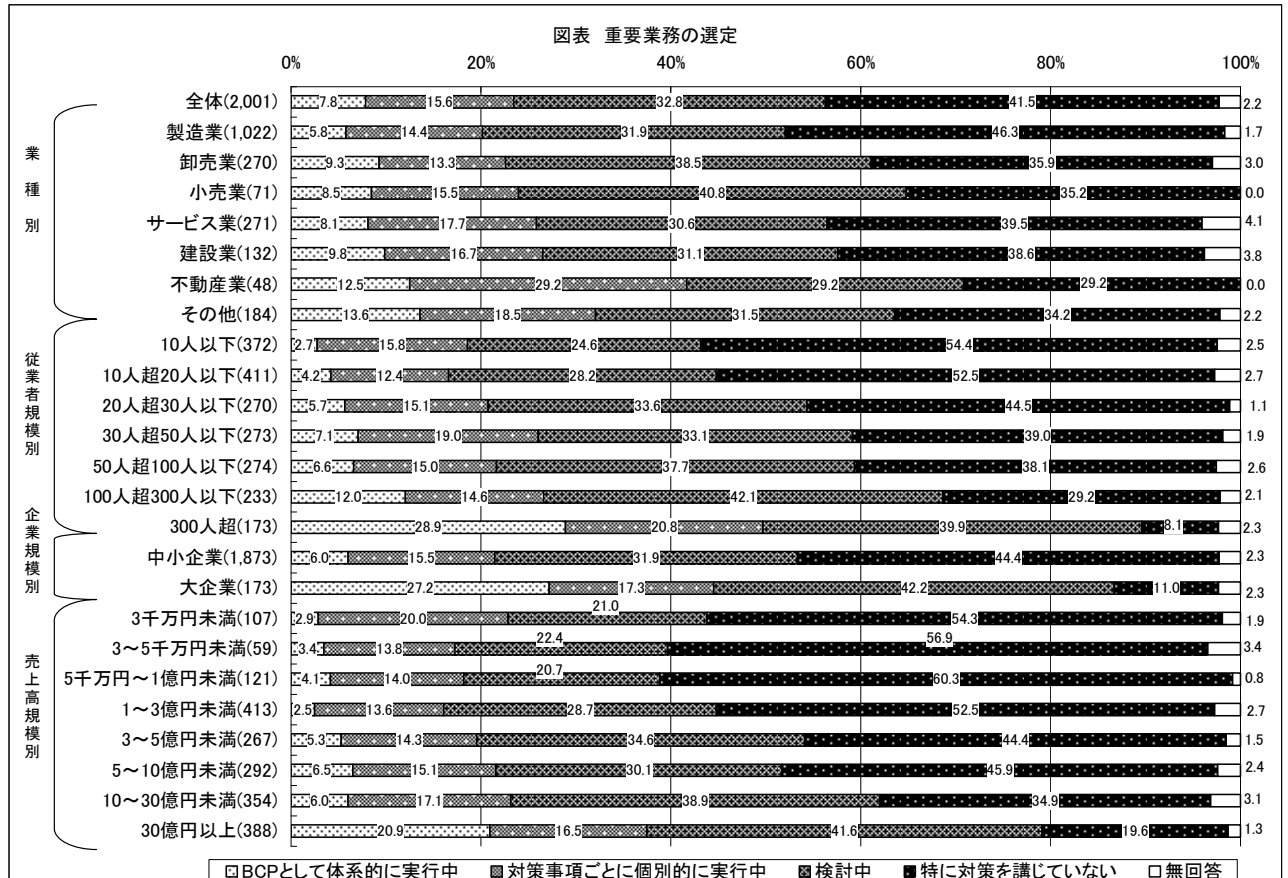 図表 重要業務の選定
0% 20% 40% 60% 80% 100%
業種別
全体(2,001) 7.8 15.6 32.8 41.5 2.2
製造業(1,022) 5.8 14.4 31.9 46.3 1.7
卸売業(270) 9.3 13.3 38.5 35.9 3.0
小売業(71) 8.5 15.5 40.8 35.2 0.0
サービス業(271) 8.1 17.7 30.6 39.5 4.1
建設業(132) 9.8 16.7 31.1 38.6 3.8
不動産業(48) 12.5 29.2 29.2 29.2 0.0
その他(184) 13.6 18.5 31.5 34.2 2.2
従業者規模別
10人以下(372) 2.7 15.8 24.6 54.4 2.5
10人超20人以下(411) 4.2 12.4 28.2 52.5 2.7
20人超30人以下(270) 5.7 15.1 33.6 44.5 1.1
30人超50人以下(273) 7.1 19.0 33.1 39.0 1.9
50人超100人以下(274) 6.6 15.0 37.7 38.1 2.6
100人超300人以下(233) 12.0 14.6 42.1 29.2 2.1
300人超(173) 28.9 20.8 39.9 8.1 2.3
企業規模別
中小企業(1,873) 6.0 15.5 31.9 44.4 2.3
大企業(173) 27.2 17.3 42.2 11.0 2.3
売上高規模別
3千万円未満(107) 2.9 20.0 21.0 54.3 1.9
3～5千万円未満(59) 3.4 13.8 22.4 56.9 3.4
5千万円～1億円未満(121) 4.1 14.0 20.7 60.3 0.8
1～3億円未満(413) 2.5 13.6 28.7 52.5 2.7
3～5億円未満(267) 5.3 14.3 34.6 44.4 1.5
5～10億円未満(292) 6.5 15.1 30.1 45.9 2.4
10～30億円未満(354) 6.0 17.1 38.9 34.9 3.1
30億円以上(388) 20.9 16.5 41.6 19.6 1.3
BCPとして体系的に実行中 対策事項ごとに個別的に実行中 検討中 特に対策を講じていない 無回答